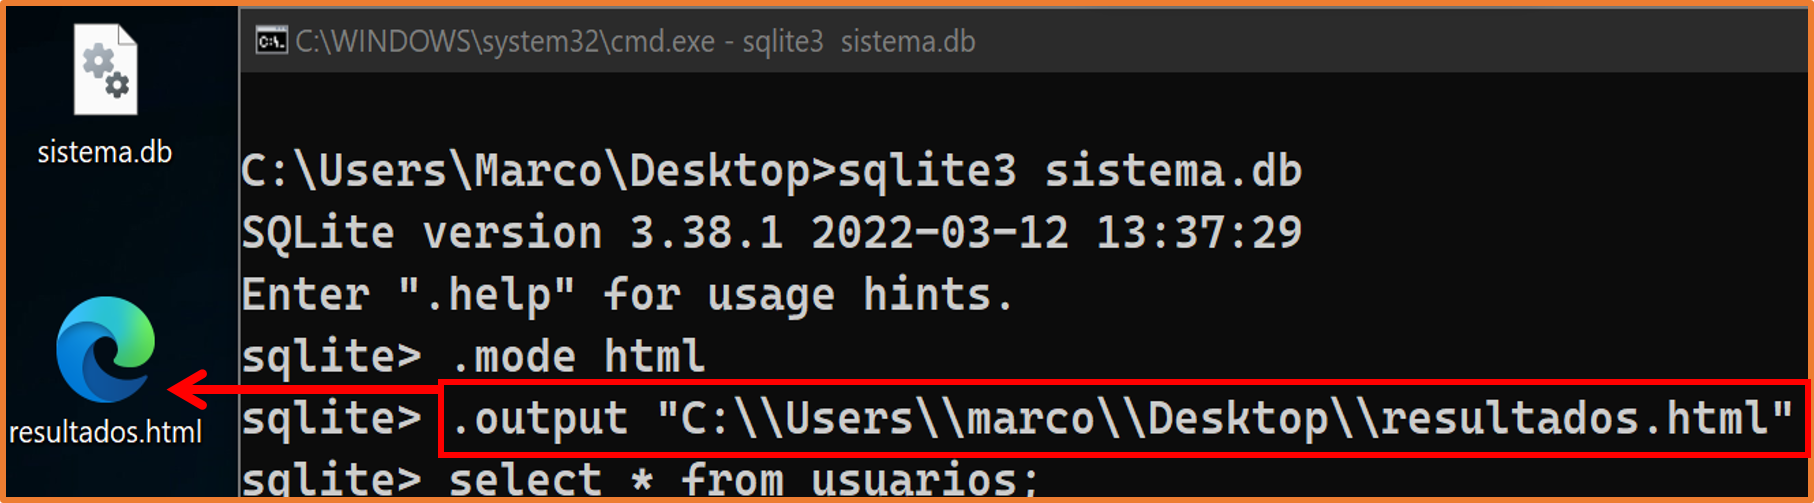 sistema.db
resultados.html
C:\WINDOWS\system32\cmd.exe - sqlite3  sistema.db
C:\Users\Marco\Desktop>sqlite3 sistema.db
SQLite version 3.38.1 2022-03-12 13:37:29
Enter ".help" for usage hints.
sqlite> .mode html
sqlite> .output "C:\\Users\\marco\\Desktop\\resultados.html"
sqlite> select * from usuarios;